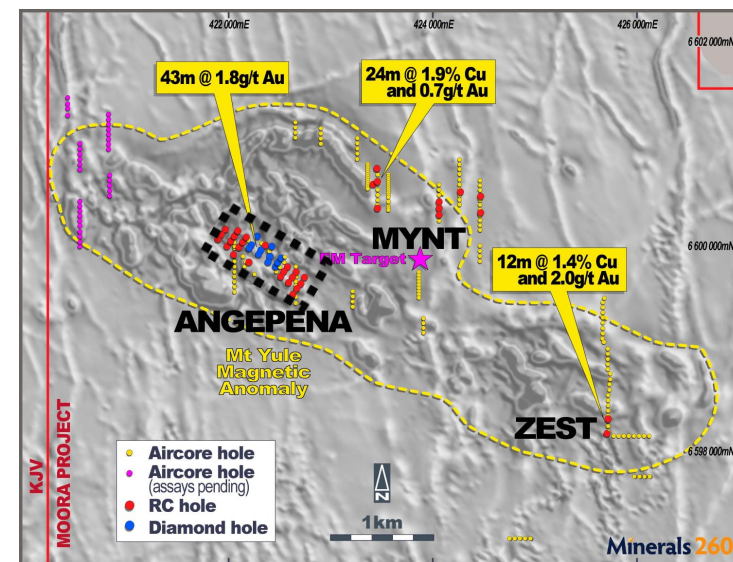 422 000mE
424 000mE
426 000mE
6 602 000mN
43m @ 1.8g/t Au
24m @ 1.9% Cu
and 0.7g/t Au
MYNT
EM Target
6 600 000mN
12m @ 1.4% Cu
and 2.0g/t Au
ANGEPENA
Mt Yule
Magnetic
Anomaly
ZEST
6 598 000mN
KJV
MOORA PROJECT
Aircore hole
Aircore hole
(assays pending)
RC hole
Diamond hole
N
1km
Minerals 260